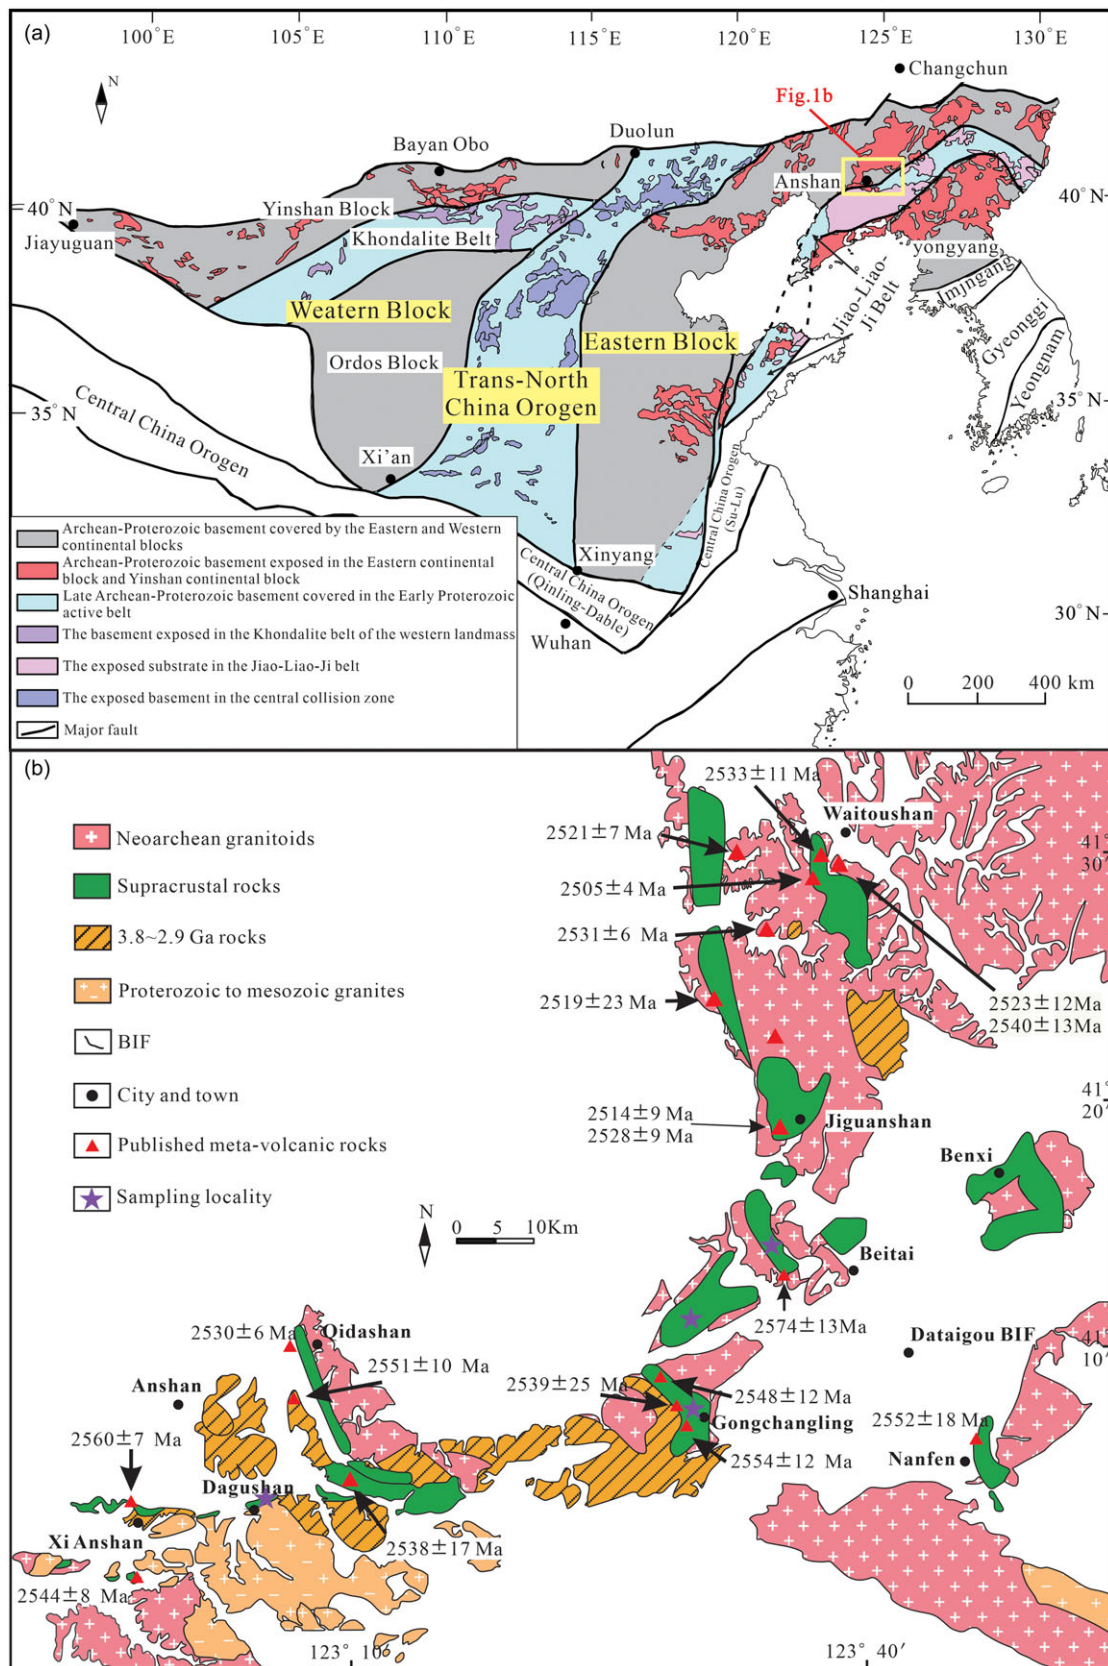 (a)
100°E
105°E
110°E
115°E
120°E
125°E
130°E
N
Changchun
Fig.1b
Duolun
Bayan Obo
Anshan
40°N
40°N
Yinshan Block
Jiayuguan
Khondalite Belt
yongyang
Imjngang
Jiao-Liao-
Ji Belt
Weatern Block
Eastern Block
Gyeonggi
Ordos Block
Yeongnam
Trans-North
China Orogen
35°N
35°N
Central China Orogen
Xi'an
Central China Orogen
(Su-Lu)
Xinyang
Central China Orogen
(Qinling-Dable)
Shanghai
30°N
Wuhan
Archean-Proterozoic basement covered by the Eastern and Western
continental blocks
Archean-Proterozoic basement exposed in the Eastern continental
block and Yinshan continental block
Late Archean-Proterozoic basement covered in the Early Proterozoic
active belt
The basement exposed in the Khondalite belt of the western landmass
The exposed substrate in the Jiao-Liao-Ji belt
The exposed basement in the central collision zone
Major fault
0 200 400 km
(b)
2533±11 Ma
Waitoushan
Neoarchean granitoids
2521±7 Ma
41°
30′
Supracrustal rocks
2505±4 Ma
3.8~2.9 Ga rocks
2531±6 Ma
Proterozoic to mesozoic granites
2519±23 Ma
2523±12Ma
2540±13Ma
BIF
City and town
41°
20′
2514±9 Ma
2528±9 Ma
Jiguanshan
Published meta-volcanic rocks
Benxi
Sampling locality
N
0 5 10Km
Beitai
2574±13Ma
2530±6 Ma
Qidashan
Dataigou BIF
41°
10′
2551±10 Ma
2539±25 Ma
2548±12 Ma
Anshan
Gongchangling
2552±18 Ma
2560±7 Ma
2554±12 Ma
Nanfen
Dagushan
Xi Anshan
2538±17 Ma
2544±8 Ma
123° 10′
123° 40′